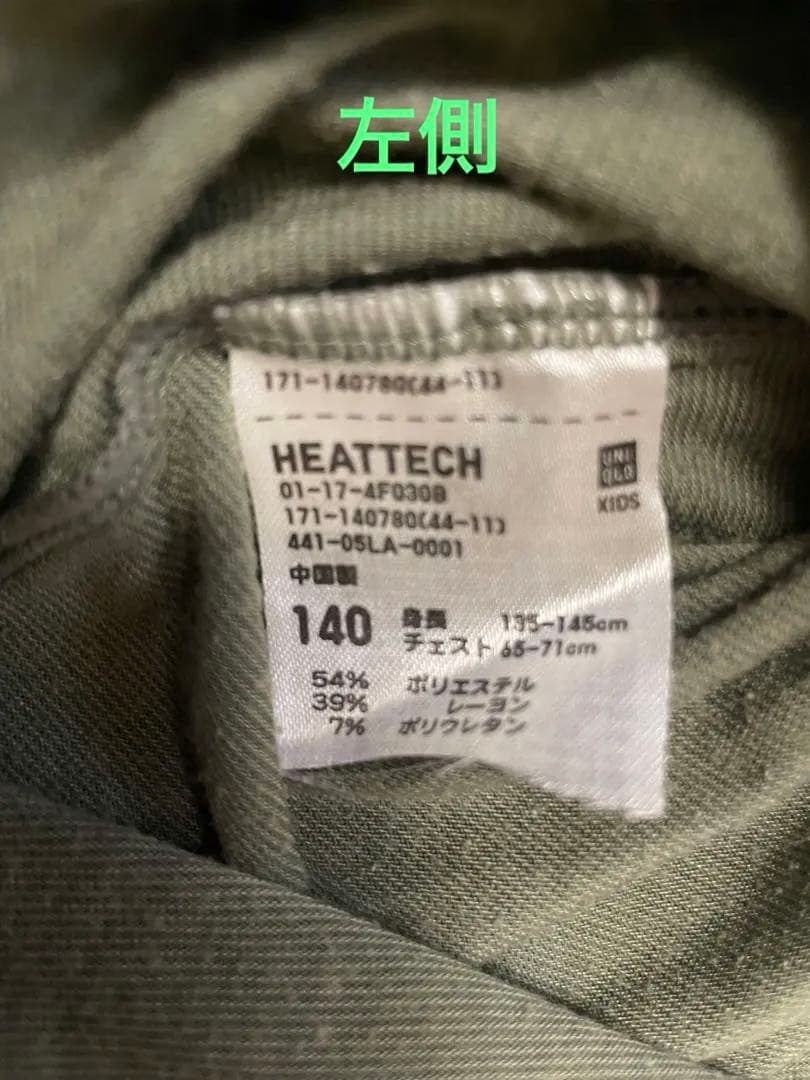 左側
171-140780(44-11)
HEATTECH
UNI
QLO
KIDS
01-17-4F030B
171-140780(44-11)
441-05LA-0001
中国製
140 身長 135-145cm
チェスト 65-71cm
54% ポリエステル
39% レーヨン
7% ポリウレタン